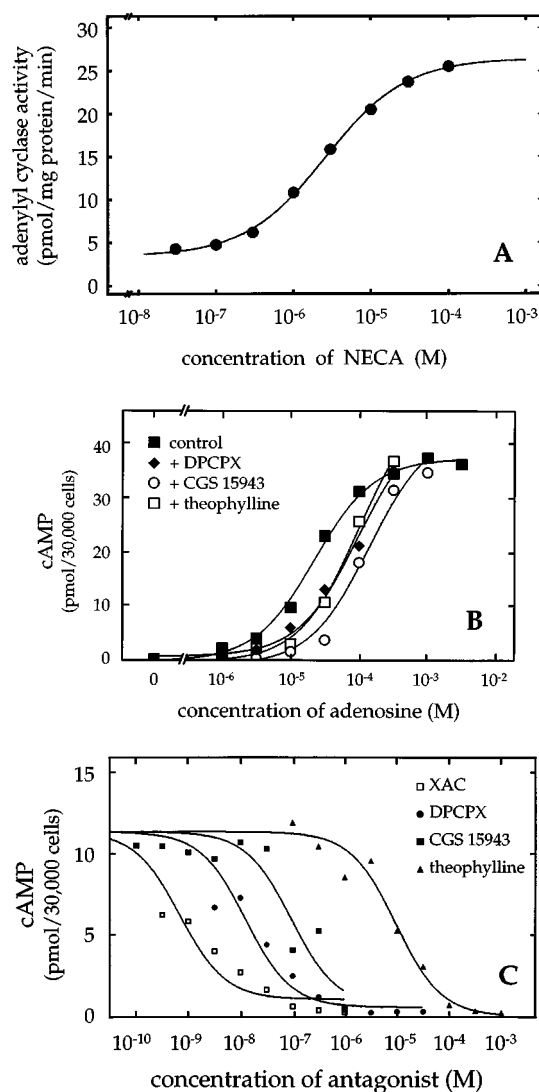 30
25
20
15
10
5
0
adenylyl cyclase activity
(pmol/mg protein/min)
A
10-8 10-7 10-6 10-5 10-4 10-3
concentration of NECA (M)
40
30
20
10
0
cAMP
(pmol/30,000 cells)
control
+ DPCPX
+ CGS 15943
+ theophylline
B
0 10-6 10-5 10-4 10-3 10-2
concentration of adenosine (M)
15
10
5
0
cAMP
(pmol/30,000 cells)
XAC
DPCPX
CGS 15943
theophylline
C
10-10 10-9 10-8 10-7 10-6 10-5 10-4 10-3
concentration of antagonist (M)